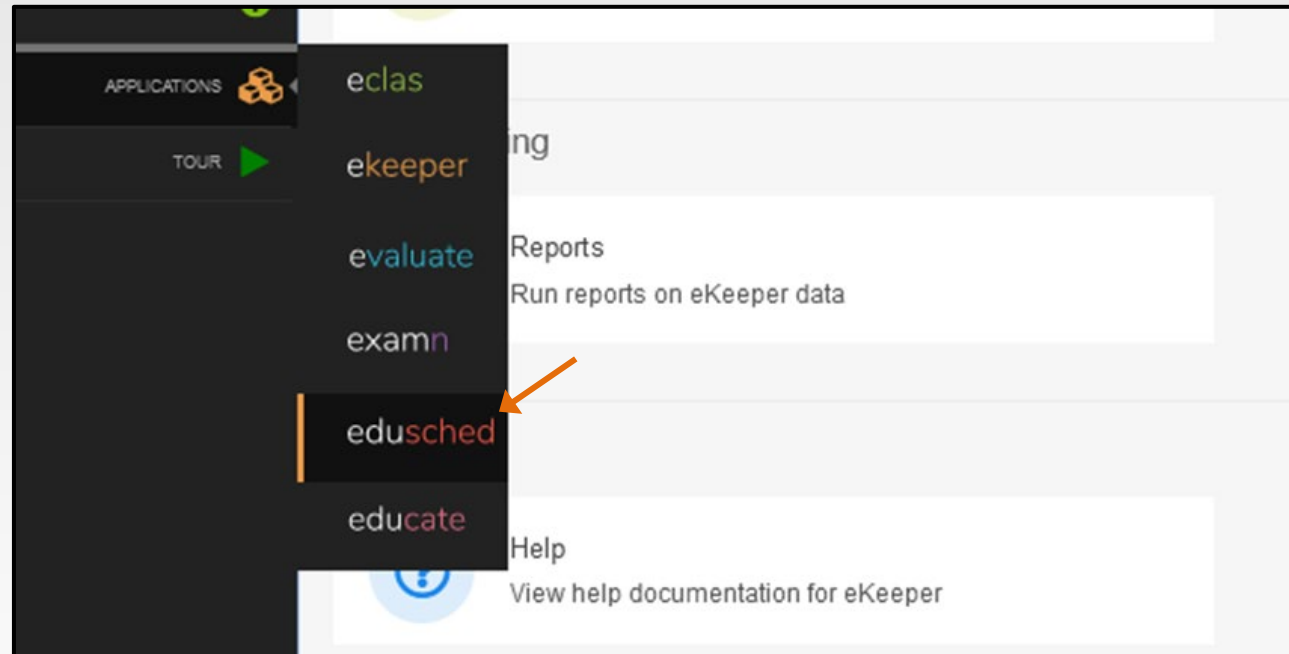 APPLICATIONS
TOUR
eclas
ekeeper
evaluate
examn
edusched
educate
ing
Reports
Run reports on eKeeper data
Help
View help documentation for eKeeper